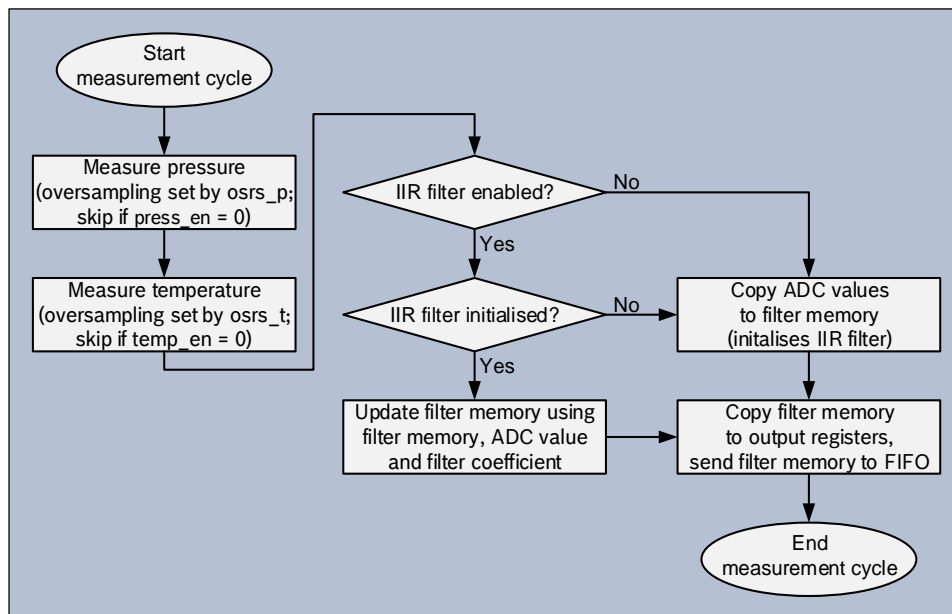 Start
measurement cycle
Measure pressure
(oversampling set by osrs_p;
skip if press_en = 0)
Measure temperature
(oversampling set by osrs_t;
skip if temp_en = 0)
IIR filter enabled?
No
Yes
IIR filter initialised?
No
Yes
Copy ADC values
to filter memory
(initalises IIR filter)
Update filter memory using
filter memory, ADC value
and filter coefficient
Copy filter memory
to output registers,
send filter memory to FIFO
End
measurement cycle